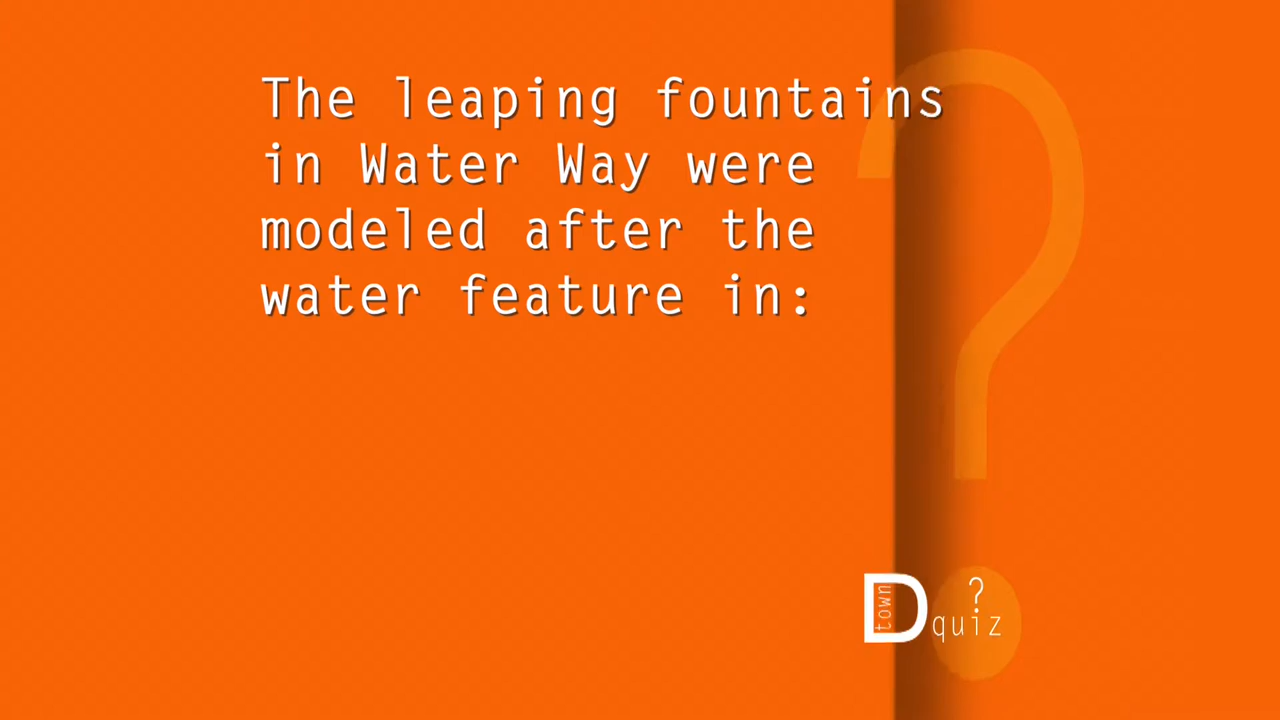 The leaping fountains
in Water Way were
modeled after the
water feature in:
town
D
?
quiz